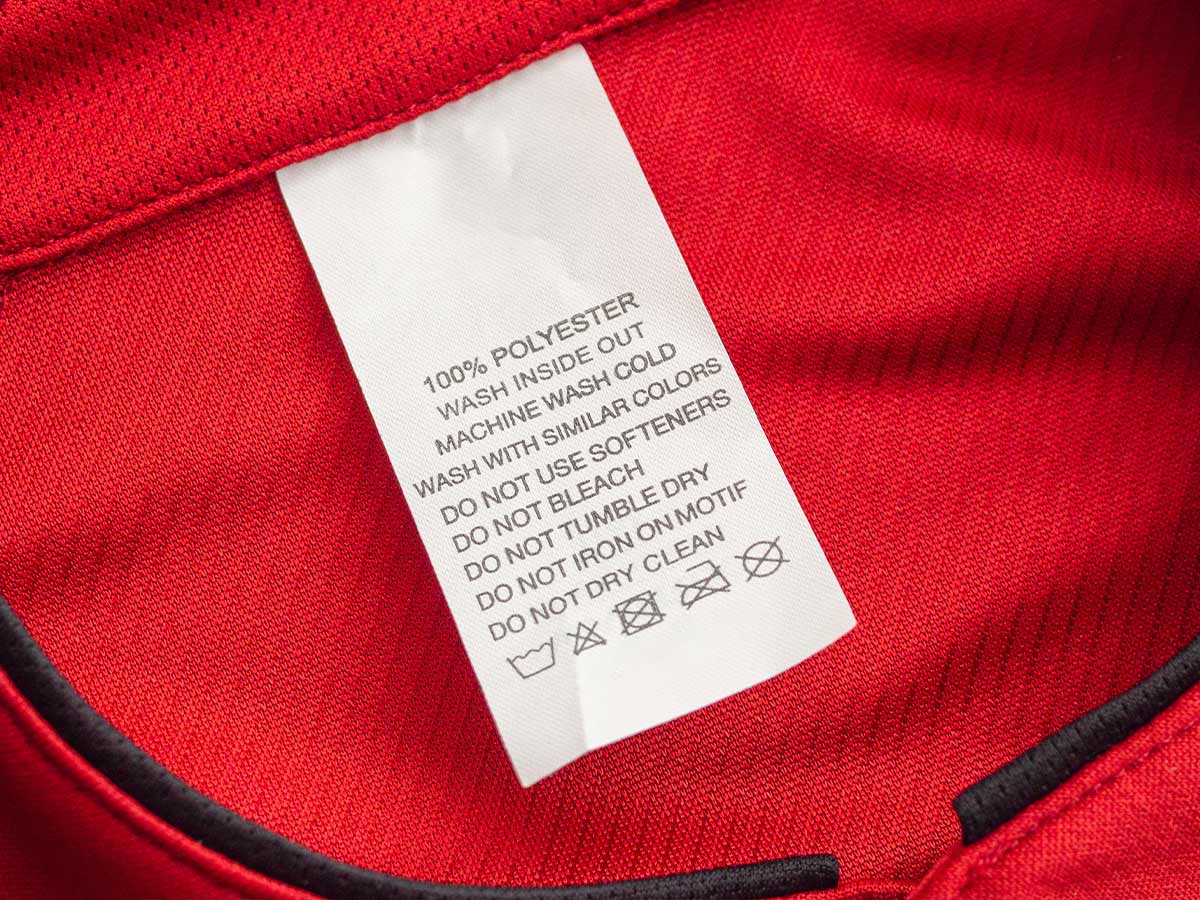 100% POLYESTER
WASH INSIDE OUT
MACHINE WASH COLD
WASH WITH SIMILAR COLORS
DO NOT USE SOFTENERS
DO NOT BLEACH
DO NOT TUMBLE DRY
DO NOT IRON ON MOTIF
DO NOT DRY CLEAN